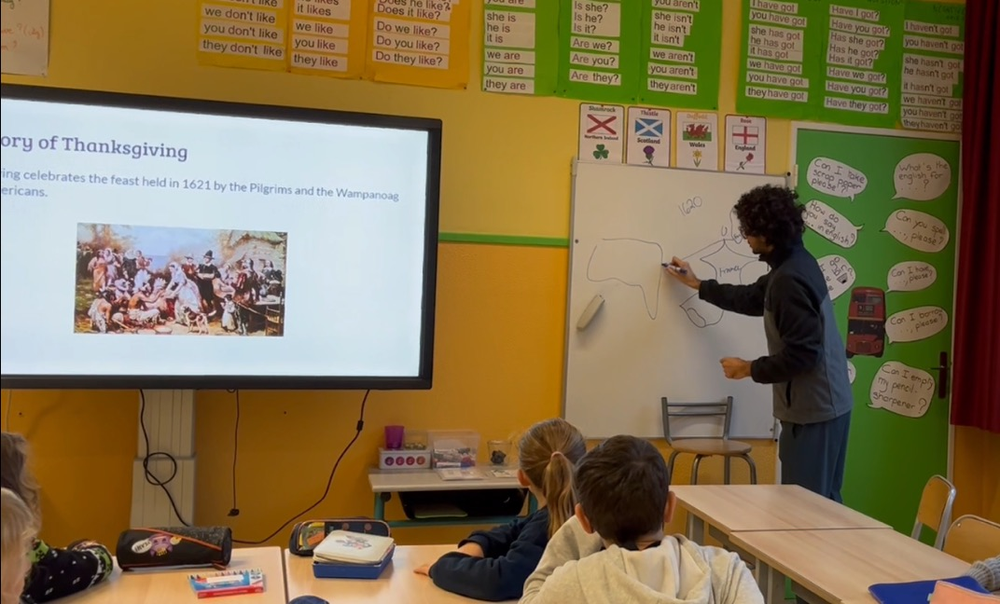 we don't like
you don't like
they don't like
it likes
we like
you like
they like
Does he like?
Does it like?
Do we like?
Do you like?
Do they like?
she is
he is
it is
we are
you are
they are
Is she?
Is he?
Is it?
Are we?
Are you?
Are they?
you aren't
she isn't
he isn't
it isn't
we aren't
you aren't
they aren't
I have got
you have got
she has got
he has got
it has got
we have got
you have got
they have got
Have I got?
Have you got?
Has she got?
Has he got?
Has it got?
Have we got?
Have you got?
Have they got?
I haven't got
you haven't got
she hasn't got
he hasn't got
it hasn't got
we haven't got
you haven't got
they haven't got
Shamrock
Northern Ireland
Thistle
Scotland
Daffodil
Wales
Rose
England
ory of Thanksgiving
ing celebrates the feast held in 1621 by the Pilgrims and the Wampanoag
ericans.
1620
Can I take
scrap paper
please?
What's the
english for
?
How do
you say
... in english?
Can you spell
..., please?
Can I have
..., please?
Can I borrow
..., please?
Can I empty
my pencil
sharpener?